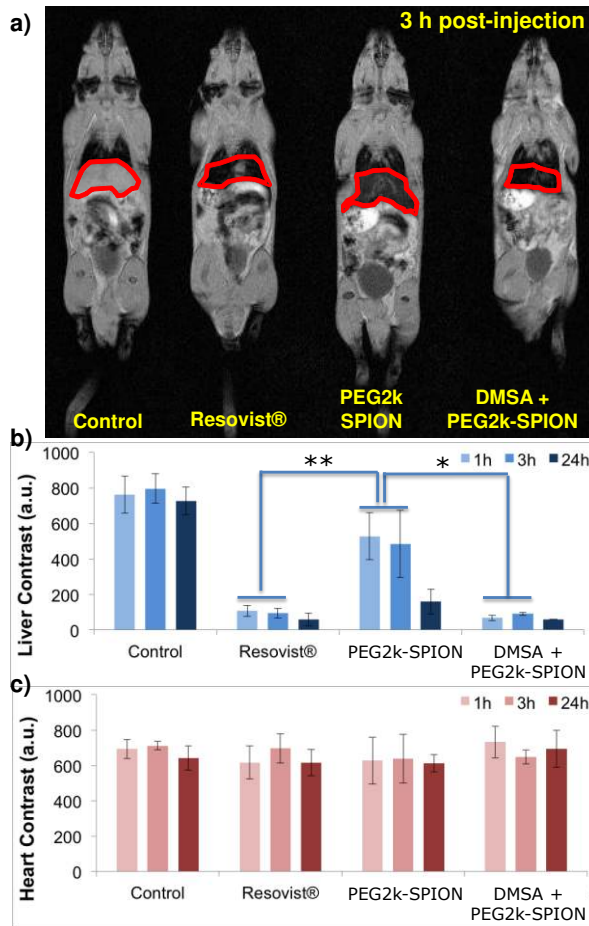 a)
3 h post-injection
Control
Resovist®
PEG2k
SPION
DMSA +
PEG2k-SPION
b)
Liver Contrast (a.u.)
1000
800
600
400
200
0
1h
3h
24h
**
*
Control
Resovist®
PEG2k-SPION
DMSA +
PEG2k-SPION
c)
Heart Contrast (a.u.)
1000
800
600
400
200
0
1h
3h
24h
Control
Resovist®
PEG2k-SPION
DMSA +
PEG2k-SPION